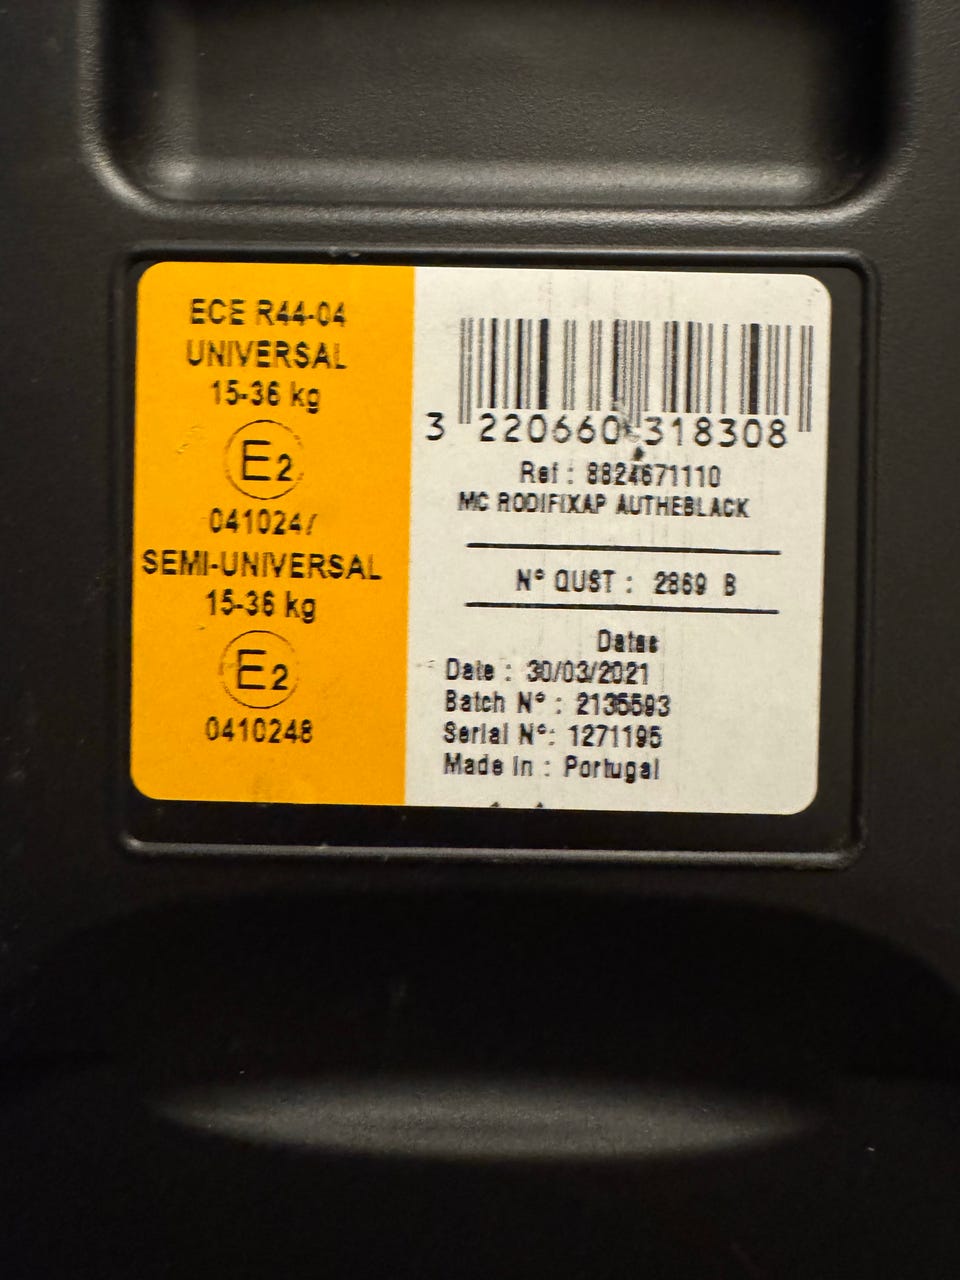 ECE R44-04
UNIVERSAL
15-36 kg
E2
041024/
SEMI-UNIVERSAL
15-36 kg
E2
0410248
3 220660 318308
Ref : 8824671110
MC RODIFIXAP AUTHEBLACK
N° QUST : 2869 B
Datas
Date : 30/03/2021
Batch N° : 2135593
Serial N°: 1271195
Made in : Portugal